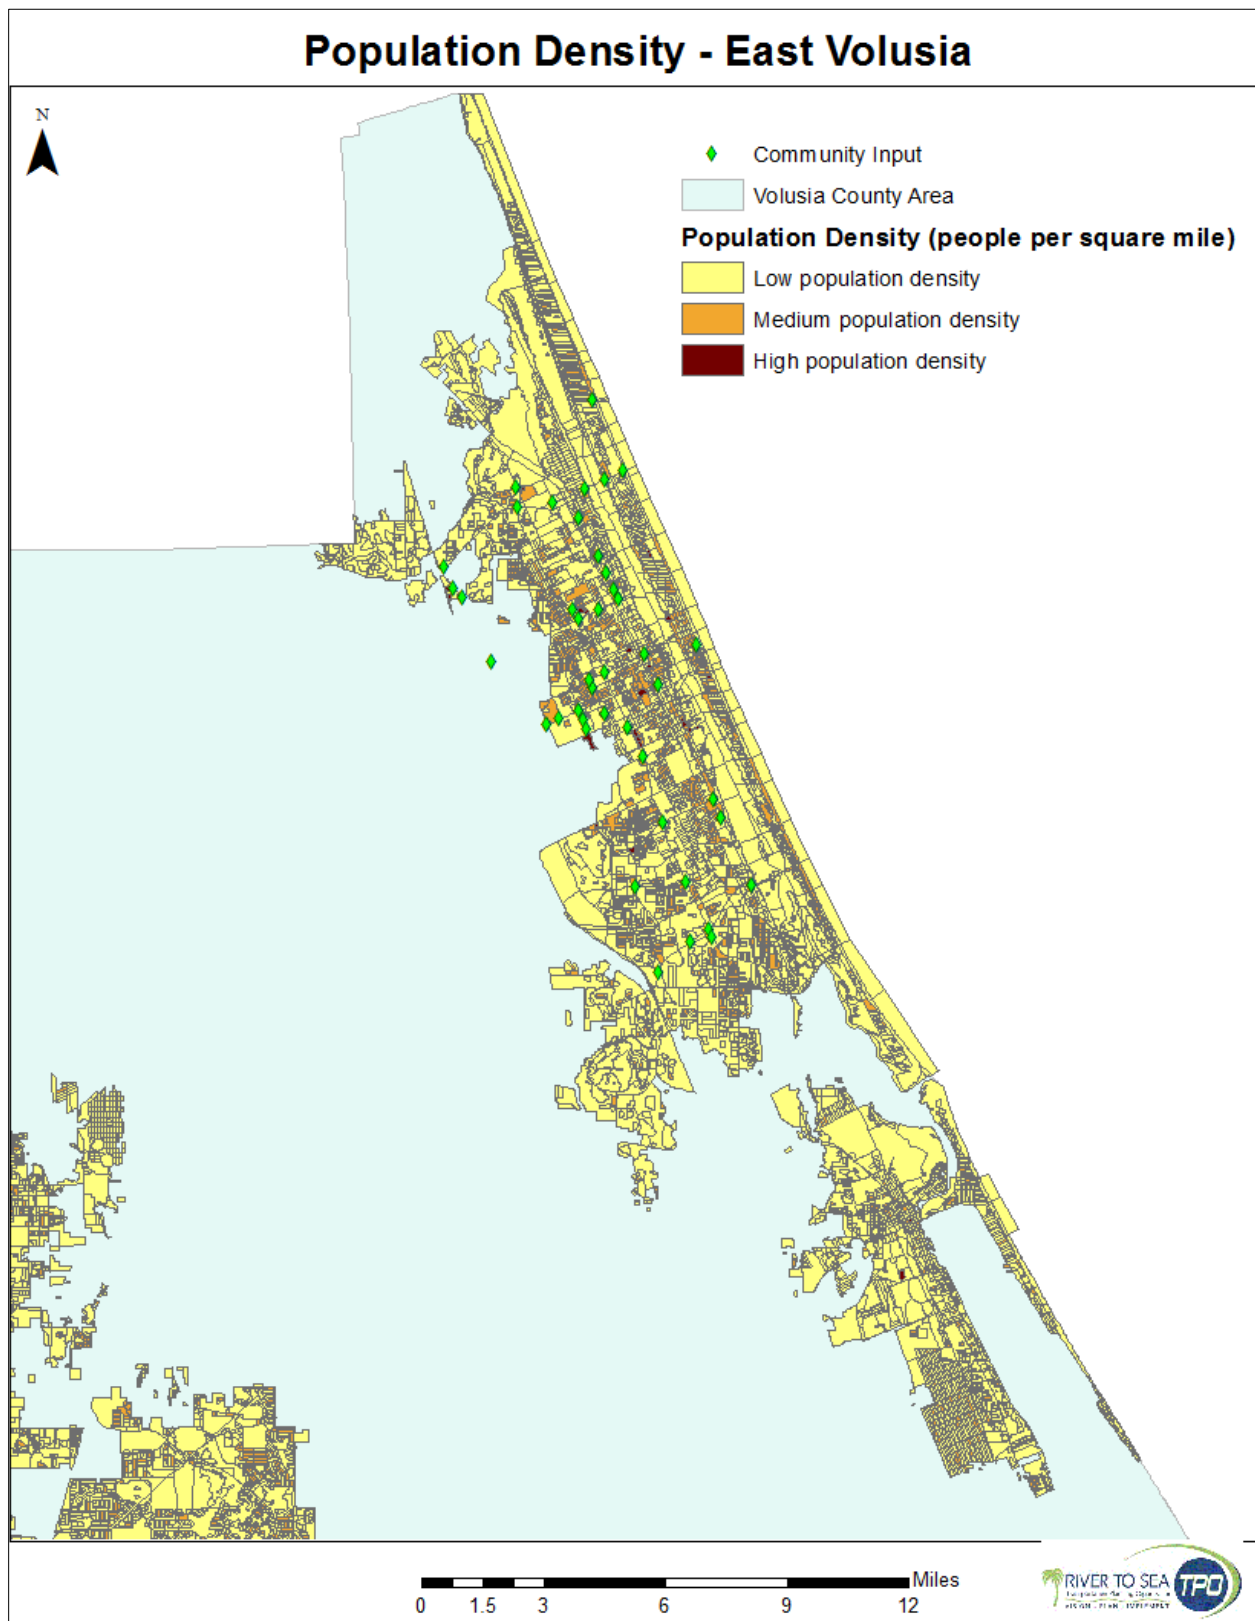 Population Density - East Volusia
N
Community Input
Volusia County Area
Population Density (people per square mile)
Low population density
Medium population density
High population density
Miles
0 1.5 3 6 9 12
RIVER TO SEA
TPO